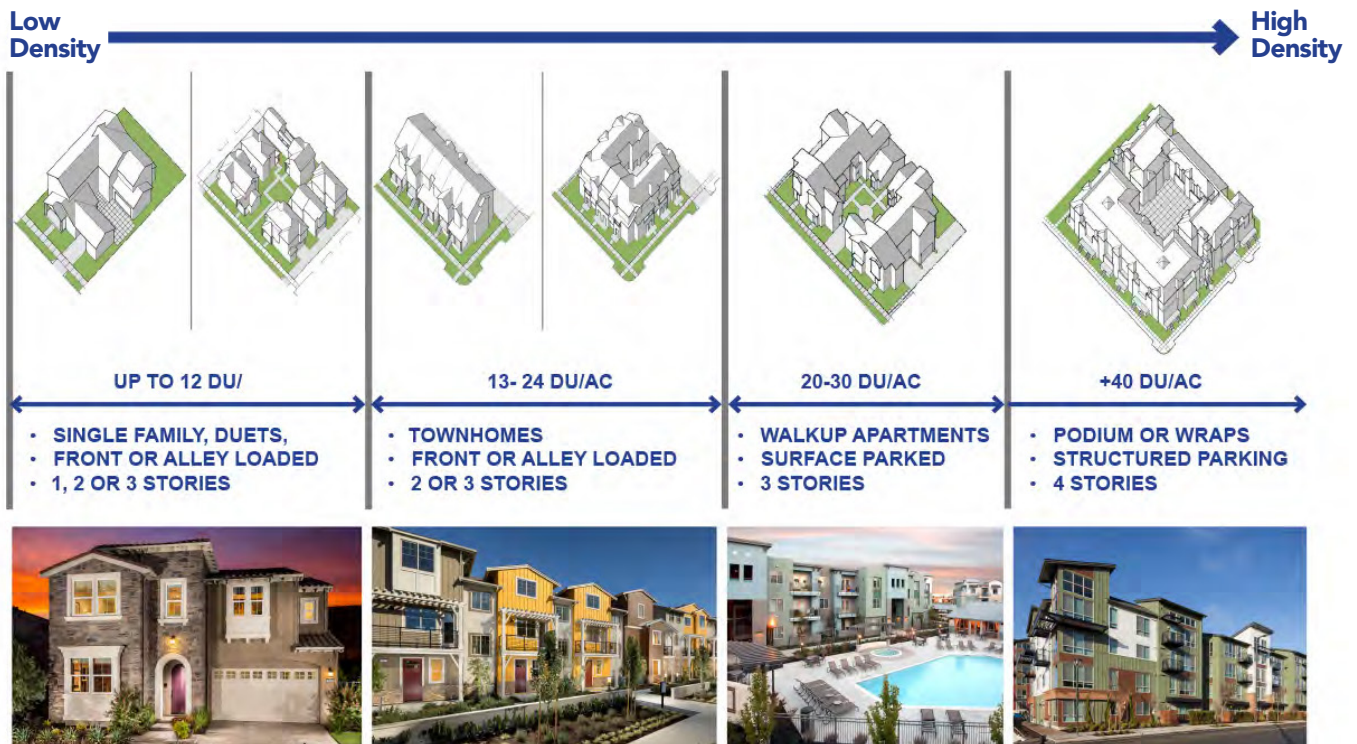 Low
Density
High
Density
UP TO 12 DU/
13- 24 DU/AC
20-30 DU/AC
+40 DU/AC
• SINGLE FAMILY, DUETS,
• FRONT OR ALLEY LOADED
• 1, 2 OR 3 STORIES
• TOWNHOMES
• FRONT OR ALLEY LOADED
• 2 OR 3 STORIES
• WALKUP APARTMENTS
• SURFACE PARKED
• 3 STORIES
• PODIUM OR WRAPS
• STRUCTURED PARKING
• 4 STORIES